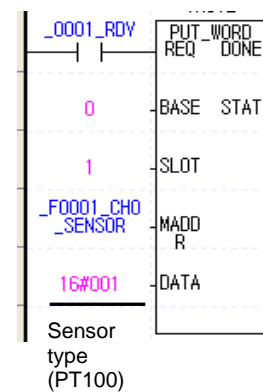 _0001_RDY
PUT_WORD
REQ DONE
0
BASE STAT
1
SLOT
_F0001_CH0
_SENSOR
MADD
R
16#001
DATA
Sensor
type
(PT100)